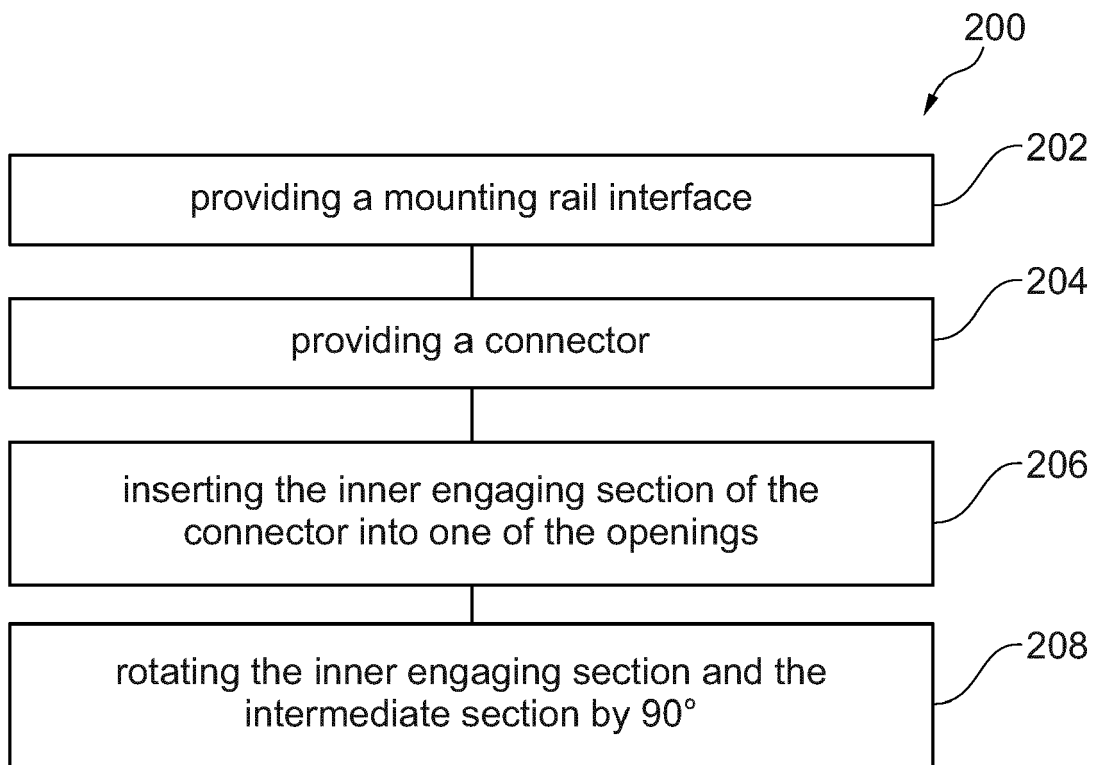 200
202
providing a mounting rail interface
204
providing a connector
206
inserting the inner engaging section of the
connector into one of the openings
208
rotating the inner engaging section and the
intermediate section by 90°